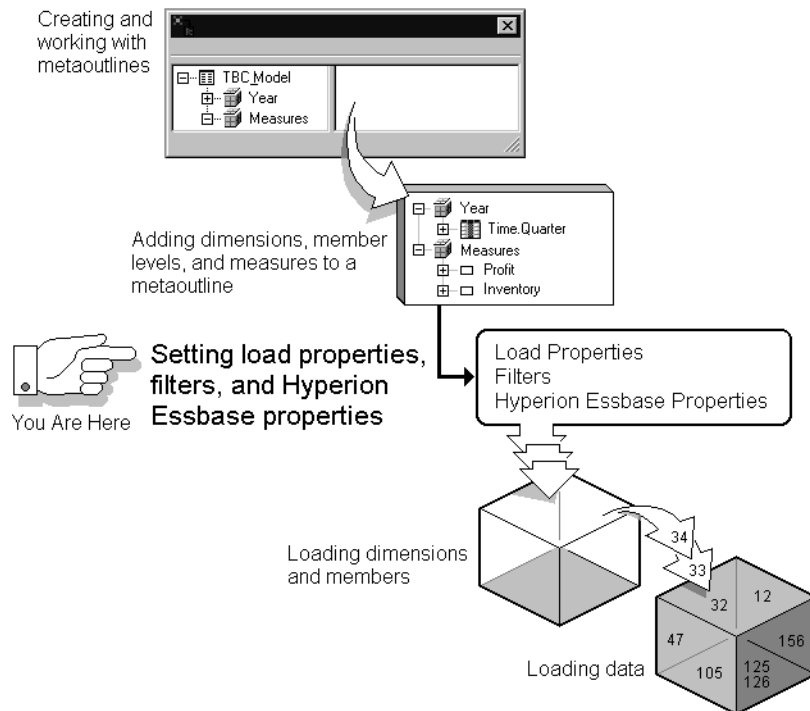 Creating and
working with
metaoutlines
TBC_Model
Year
Measures
Adding dimensions, member
levels, and measures to a
metaoutline
Year
Time.Quarter
Measures
Profit
Inventory
You Are Here
Setting load properties,
filters, and Hyperion
Essbase properties
Load Properties
Filters
Hyperion Essbase Properties
Loading dimensions
and members
34
33
32
12
47
156
105
125
126
Loading data